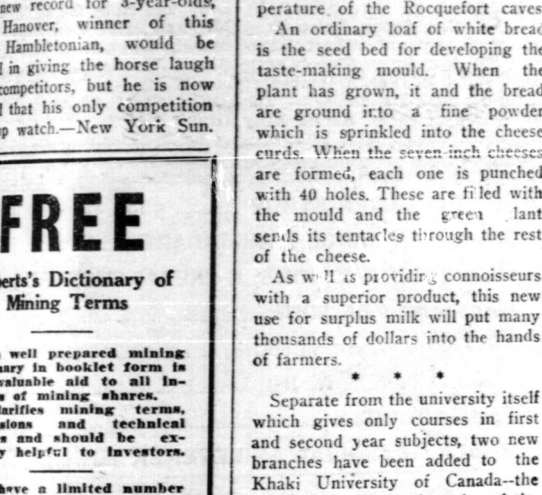 new record for 3-year-olds,
Hanover, winner of this
Hambletonian, would be
in giving the horse laugh
competitors, but he is now
that his only competition
watch.—New York Sun.
FREE
Dictionary of
Mining Terms
well prepared mining
in booklet form is
valuable aid to all in-
of mining shares.
mining terms,
and technical
and should be ex-
helpful to investors.
have a limited number
perature of the Rocquefort caves
An ordinary loaf of white bread
is the seed bed for developing the
taste-making mould. When the
plant has grown, it and the bread
are ground into a fine powder
which is sprinkled into the cheese
curds. When the seven-inch cheeses
are formed, each one is punched
with 40 holes. These are filled with
the mould and the green lant
sends its tentacles through the rest
of the cheese.
As well as providing connoisseurs
with a superior product, this new
use for surplus milk will put many
thousands of dollars into the hands
of farmers.
* * *
Separate from the university itself
which gives only courses in first
and second year subjects, two new
branches have been added to the
Khaki University of Canada--the